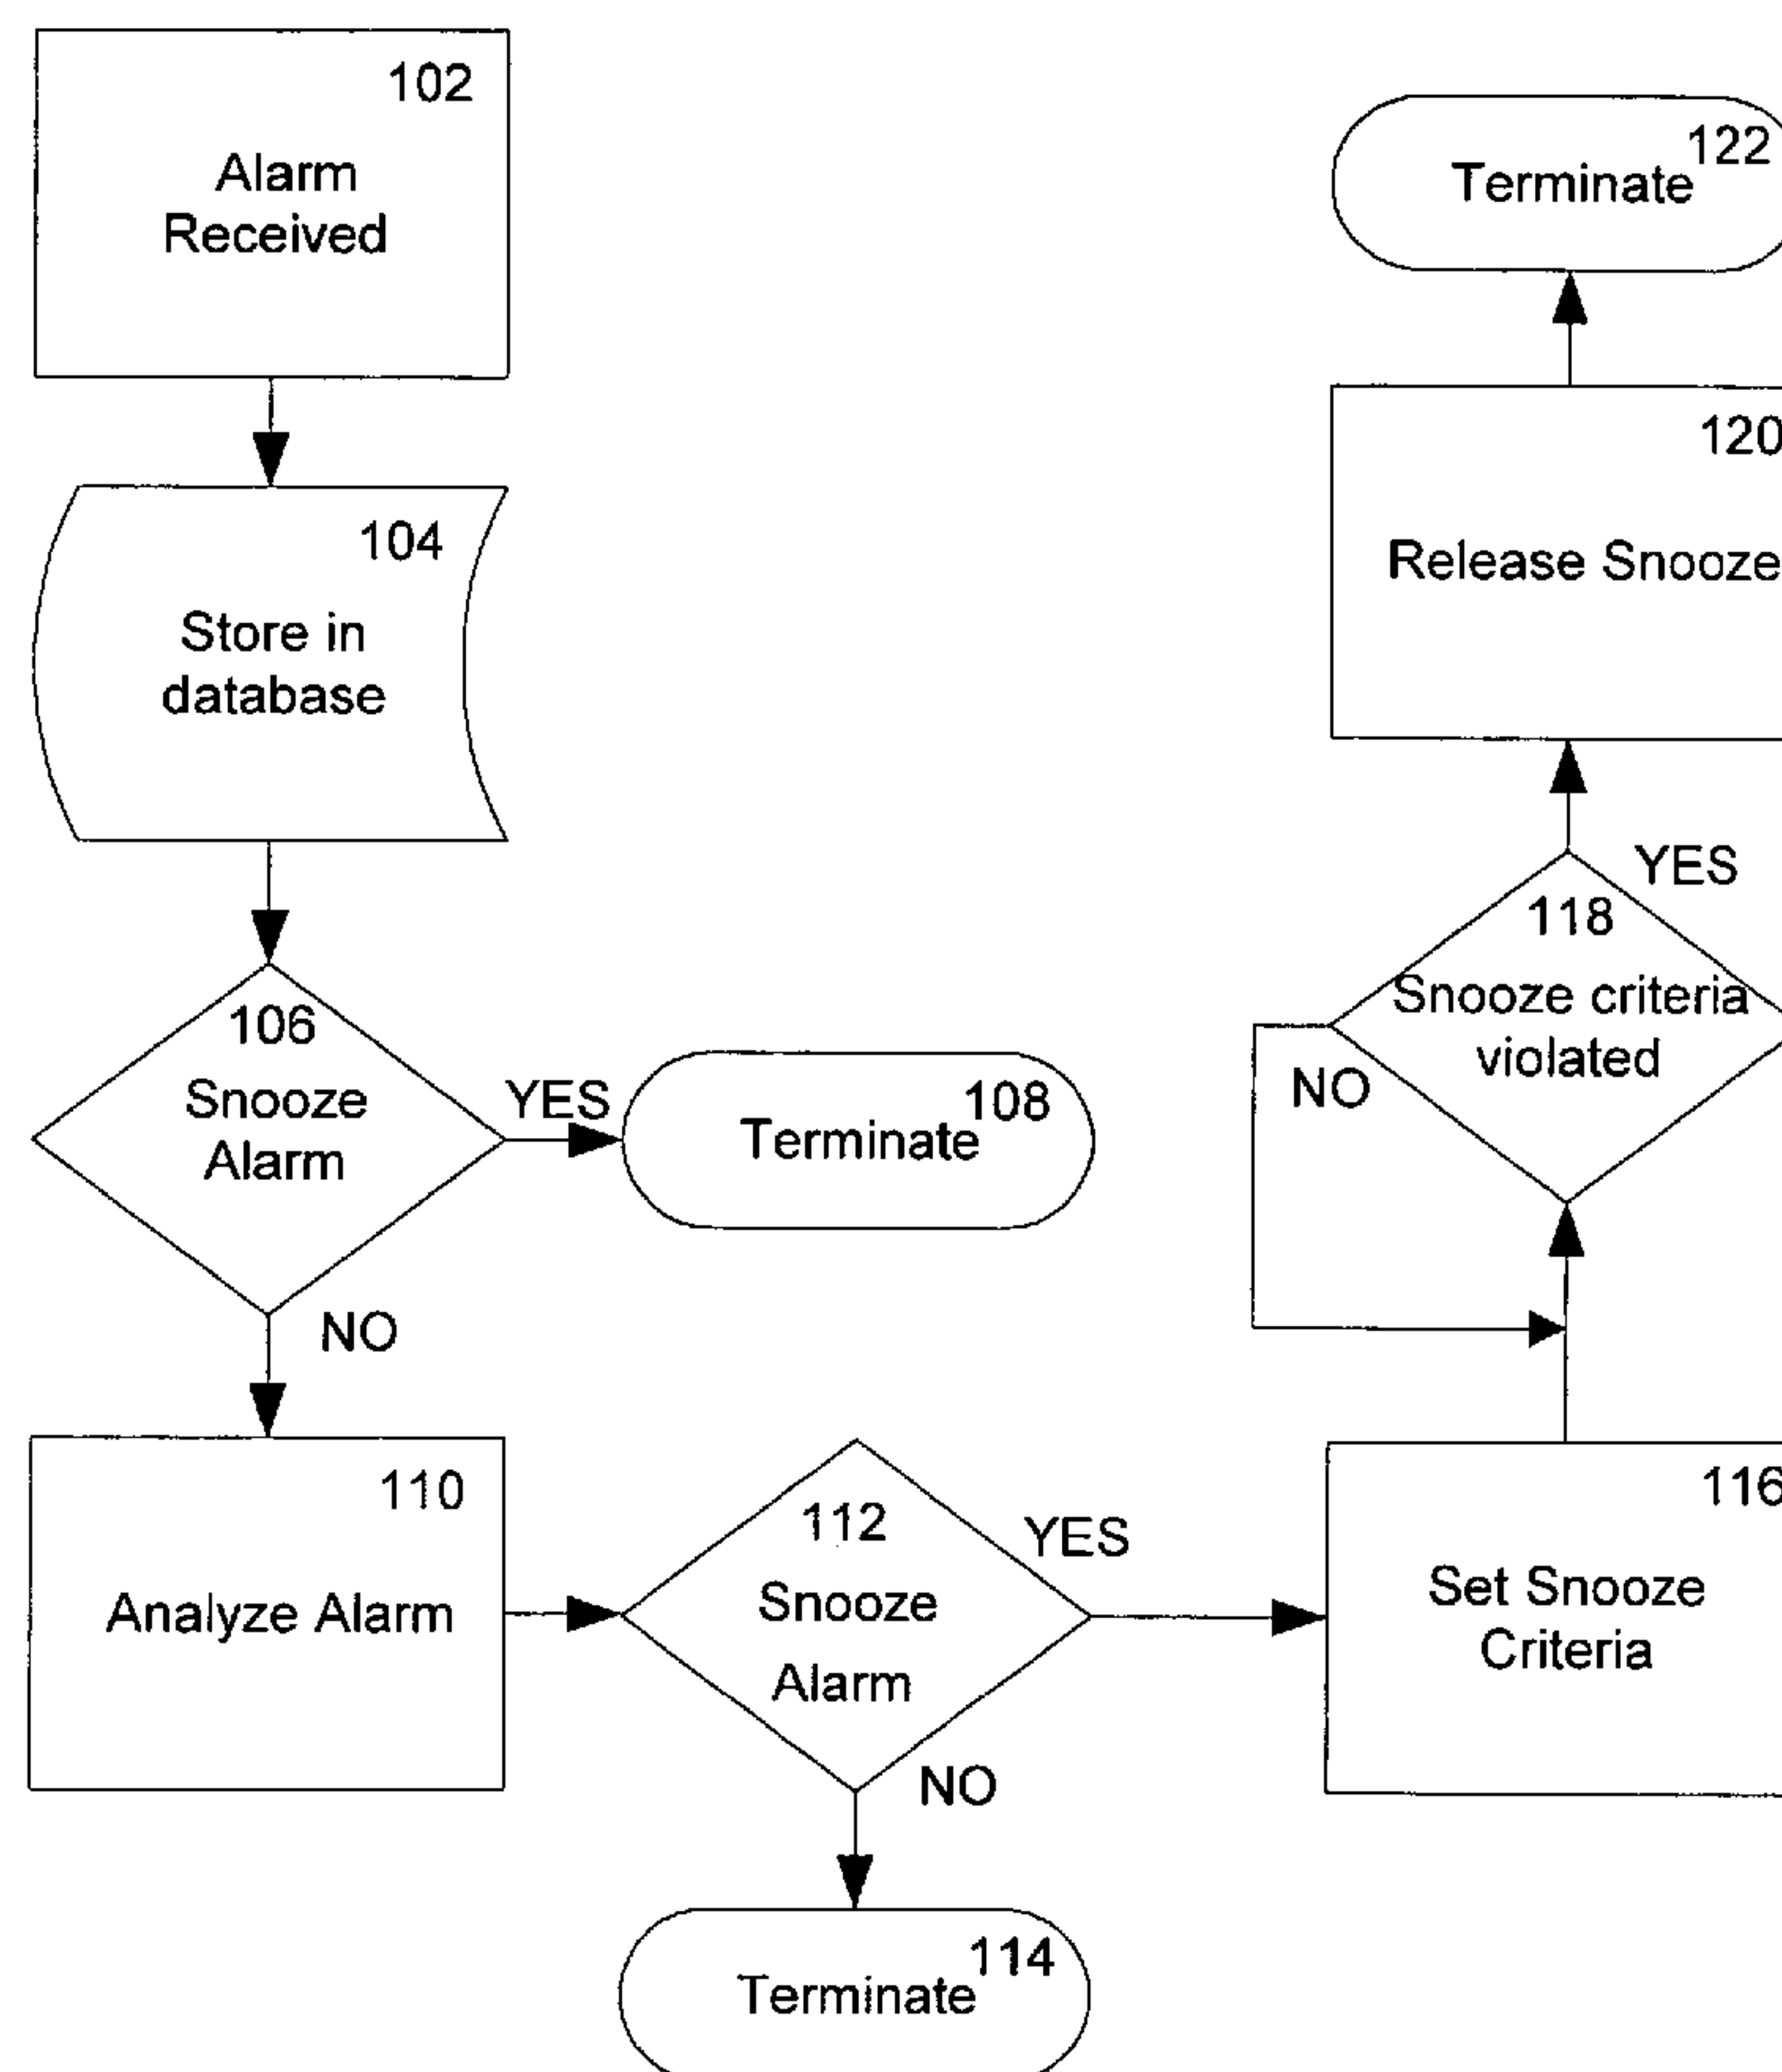 102
Alarm
Received
104
Store in
database
106
Snooze
Alarm
YES
108
Terminate
NO
110
Analyze Alarm
112
Snooze
Alarm
YES
NO
114
Terminate
116
Set Snooze
Criteria
118
Snooze criteria
violated
YES
NO
120
Release Snooze
122
Terminate